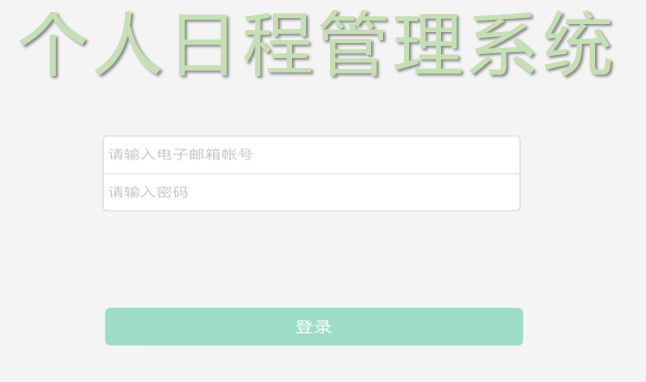 个人日程管理系统
请输入电子邮箱帐号
请输入密码
登录